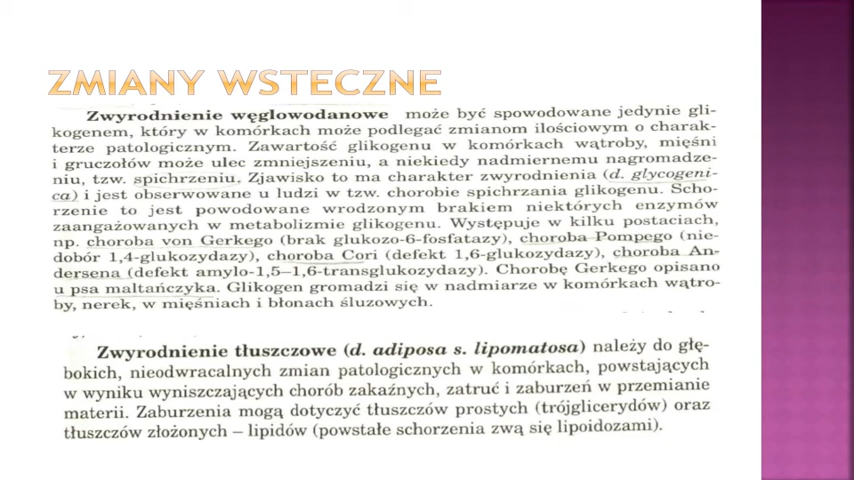 ZMIANY WSTECZNE
Zwyrodnienie węglowodanowe może być spowodowane jedynie gli-
kogenem, który w komórkach może podlegać zmianom ilościowym o charak-
terze patologicznym. Zawartość glikogenu w komórkach wątroby, mięśni
i gruczołów może ulec zmniejszeniu, a niekiedy nadmiernemu nagromadze-
niu, tzw. spichrzeniu. Zjawisko to ma charakter zwyrodnienia (d. glycogeni-
ca) i jest obserwowane u ludzi w tzw. chorobie spichrzania glikogenu. Scho-
rzenie to jest powodowane wrodzonym brakiem niektórych enzymów
zaangażowanych w metabolizmie glikogenu. Występuje w kilku postaciach,
np. choroba von Gerkego (brak glukozo-6-fosfatazy), choroba Pompego (nie-
dobór 1,4-glukozydazy), choroba Cori (defekt 1,6-glukozydazy), choroba An-
dersena (defekt amylo-1,5–1,6-transglukozydazy). Chorobę Gerkego opisano
u psa maltańczyka. Glikogen gromadzi się w nadmiarze w komórkach wątro-
by, nerek, w mięśniach i błonach śluzowych.
Zwyrodnienie tłuszczowe (d. adiposa s. lipomatosa) należy do głę-
bokich, nieodwracalnych zmian patologicznych w komórkach, powstających
w wyniku wyniszczających chorób zakaźnych, zatruć i zaburzeń w przemianie
materii. Zaburzenia mogą dotyczyć tłuszczów prostych (trójglicerydów) oraz
tłuszczów złożonych – lipidów (powstałe schorzenia zwą się lipoidozami).